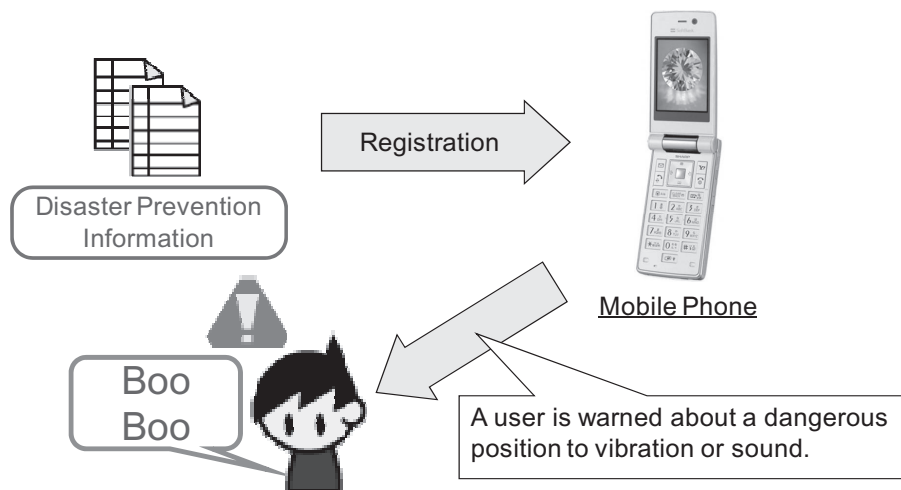 Registration
Disaster Prevention
Information
Mobile Phone
Boo
Boo
A user is warned about a dangerous
position to vibration or sound.